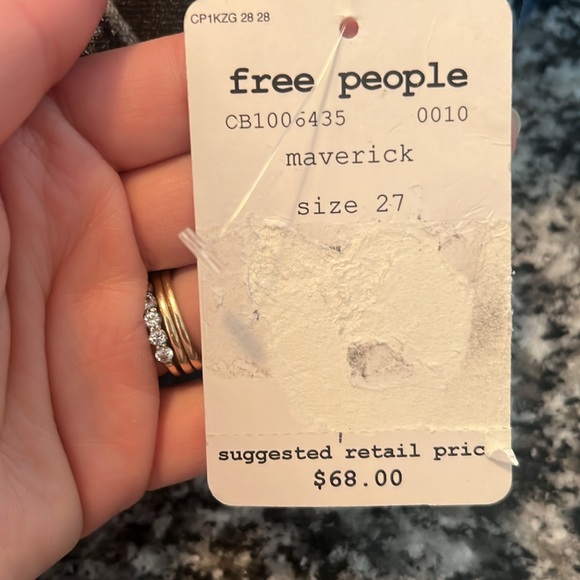 CP1KZG 28 28
free people
CB1006435 0010
maverick
size 27
suggested retail pric
$68.00